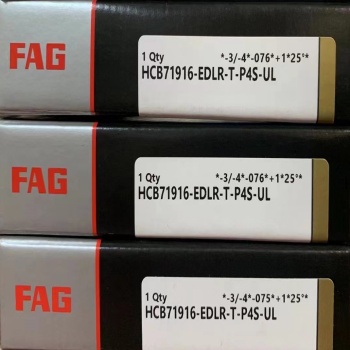 FAG
1 Qty *-3/-4*-076*+1*25°*
HCB71916-EDLR-T-P4S-UL
FAG
1 Qty *-3/-4*-076*+1*25°*
HCB71916-EDLR-T-P4S-UL
FAG
1 Qty *-3/-4*-075*+1*25°*
HCB71916-EDLR-T-P4S-UL